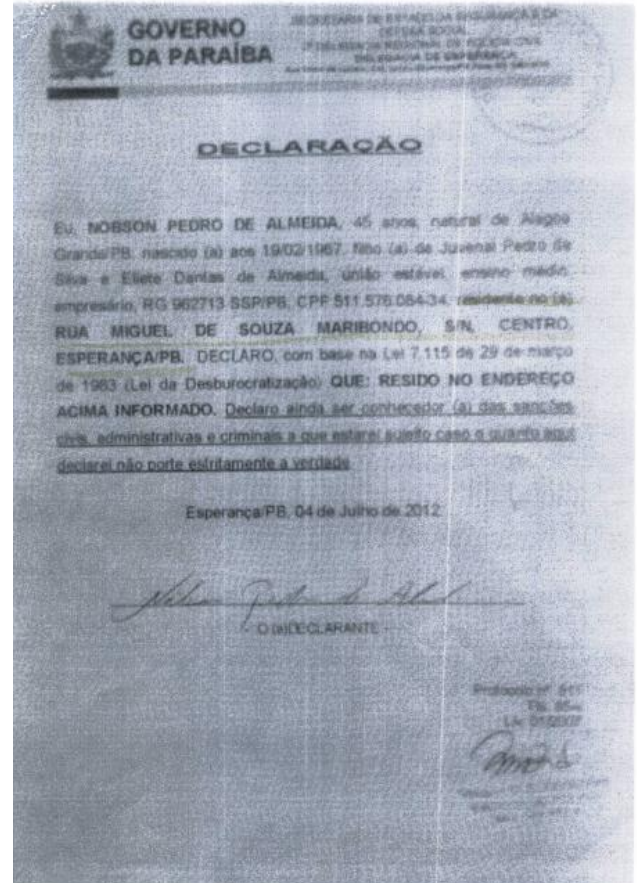 GOVERNO
DA PARAÍBA
DELEGACIA DE ESPERANÇA
DECLARAÇÃO
Eu, NOBSON PEDRO DE ALMEIDA, 45 anos, natural de Alagoa
Grande/PB, nascido (a) aos 19/02/1967, filho (a) de Juvenal Pedro da
Silva e Eliete Dantas de Almeida, união estável, ensino médio,
empresário, RG 962713 SSP/PB, CPF 511.576.084-34, residente no (a)
RUA MIGUEL DE SOUZA MARIBONDO, S/N, CENTRO,
ESPERANÇA/PB, DECLARO, com base na Lei 7.115 de 29 de março
de 1983 (Lei da Desburocratização) QUE: RESIDO NO ENDEREÇO
ACIMA INFORMADO. Declaro ainda ser conhecedor (a) das sanções
civis, administrativas e criminais a que estarei sujeito caso o quanto aqui
declarei não porte estritamente a verdade
Esperança/PB, 04 de Julho de 2012
- O (a)DECLARANTE -
Protocolo nº